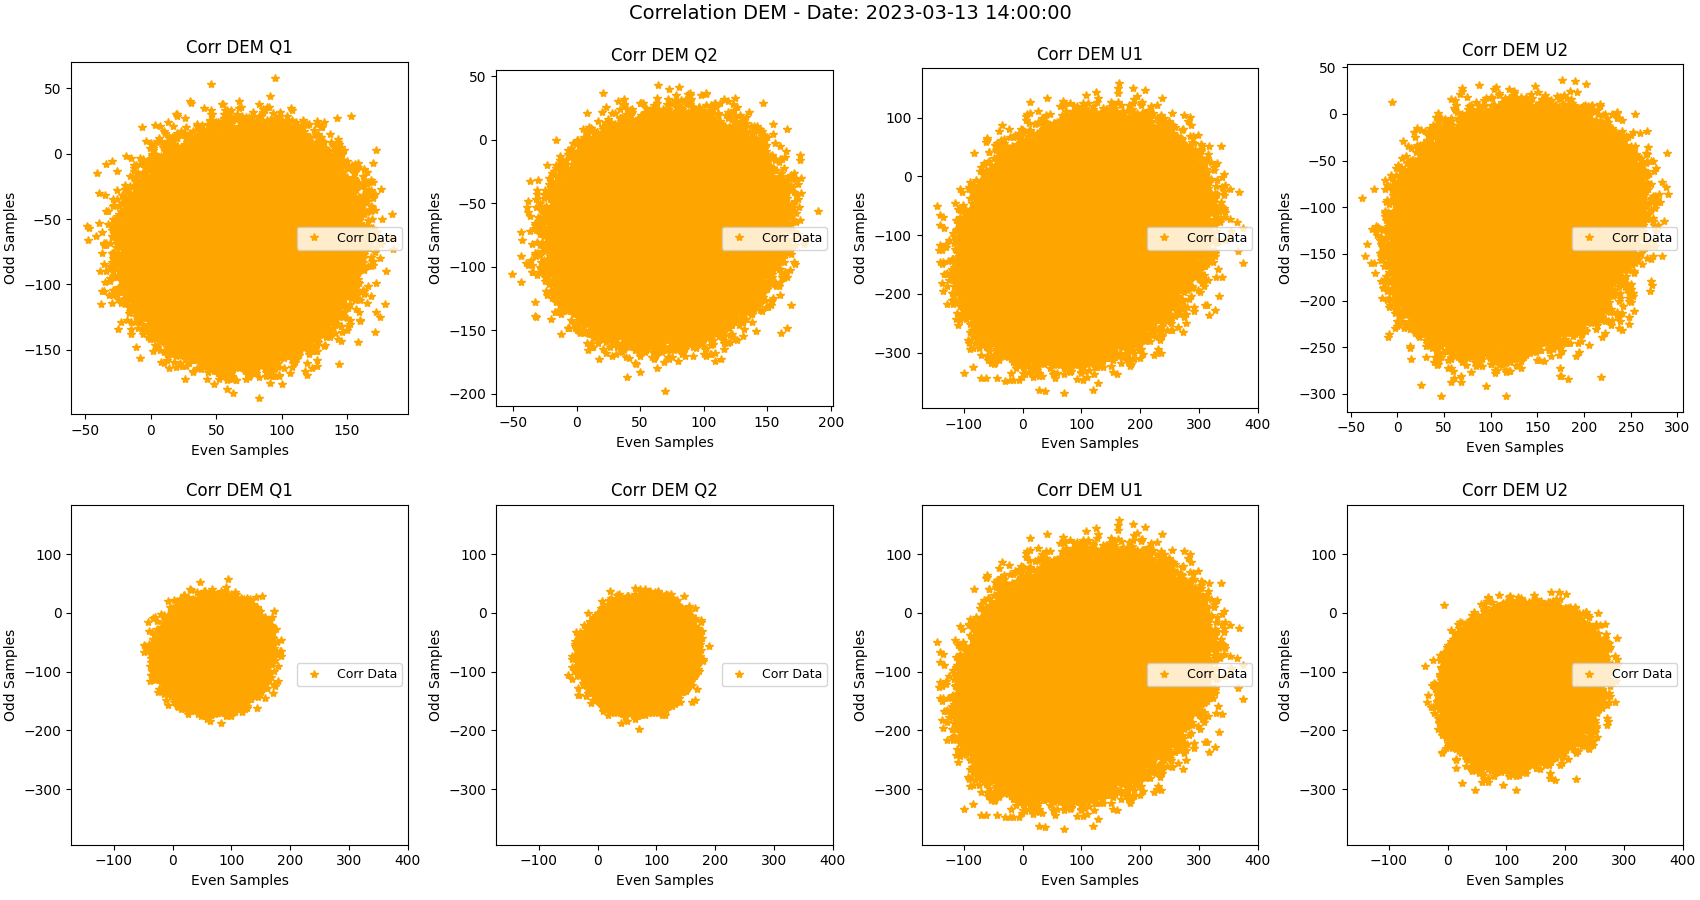 Correlation DEM - Date: 2023-03-13 14:00:00
Corr DEM Q1
50
0
−50
−100
−150
Odd Samples
Corr Data
−50 0 50 100 150
Even Samples
Corr DEM Q2
50
0
−50
−100
−150
−200
Odd Samples
Corr Data
−50 0 50 100 150 200
Even Samples
Corr DEM U1
100
0
−100
−200
−300
Odd Samples
Corr Data
−100 0 100 200 300 400
Even Samples
Corr DEM U2
50
0
−50
−100
−150
−200
−250
−300
Odd Samples
Corr Data
−50 0 50 100 150 200 250 300
Even Samples
Corr DEM Q1
100
0
−100
−200
−300
Odd Samples
Corr Data
−100 0 100 200 300 400
Even Samples
Corr DEM Q2
100
0
−100
−200
−300
Odd Samples
Corr Data
−100 0 100 200 300 400
Even Samples
Corr DEM U1
100
0
−100
−200
−300
Odd Samples
Corr Data
−100 0 100 200 300 400
Even Samples
Corr DEM U2
100
0
−100
−200
−300
Odd Samples
Corr Data
−100 0 100 200 300 400
Even Samples